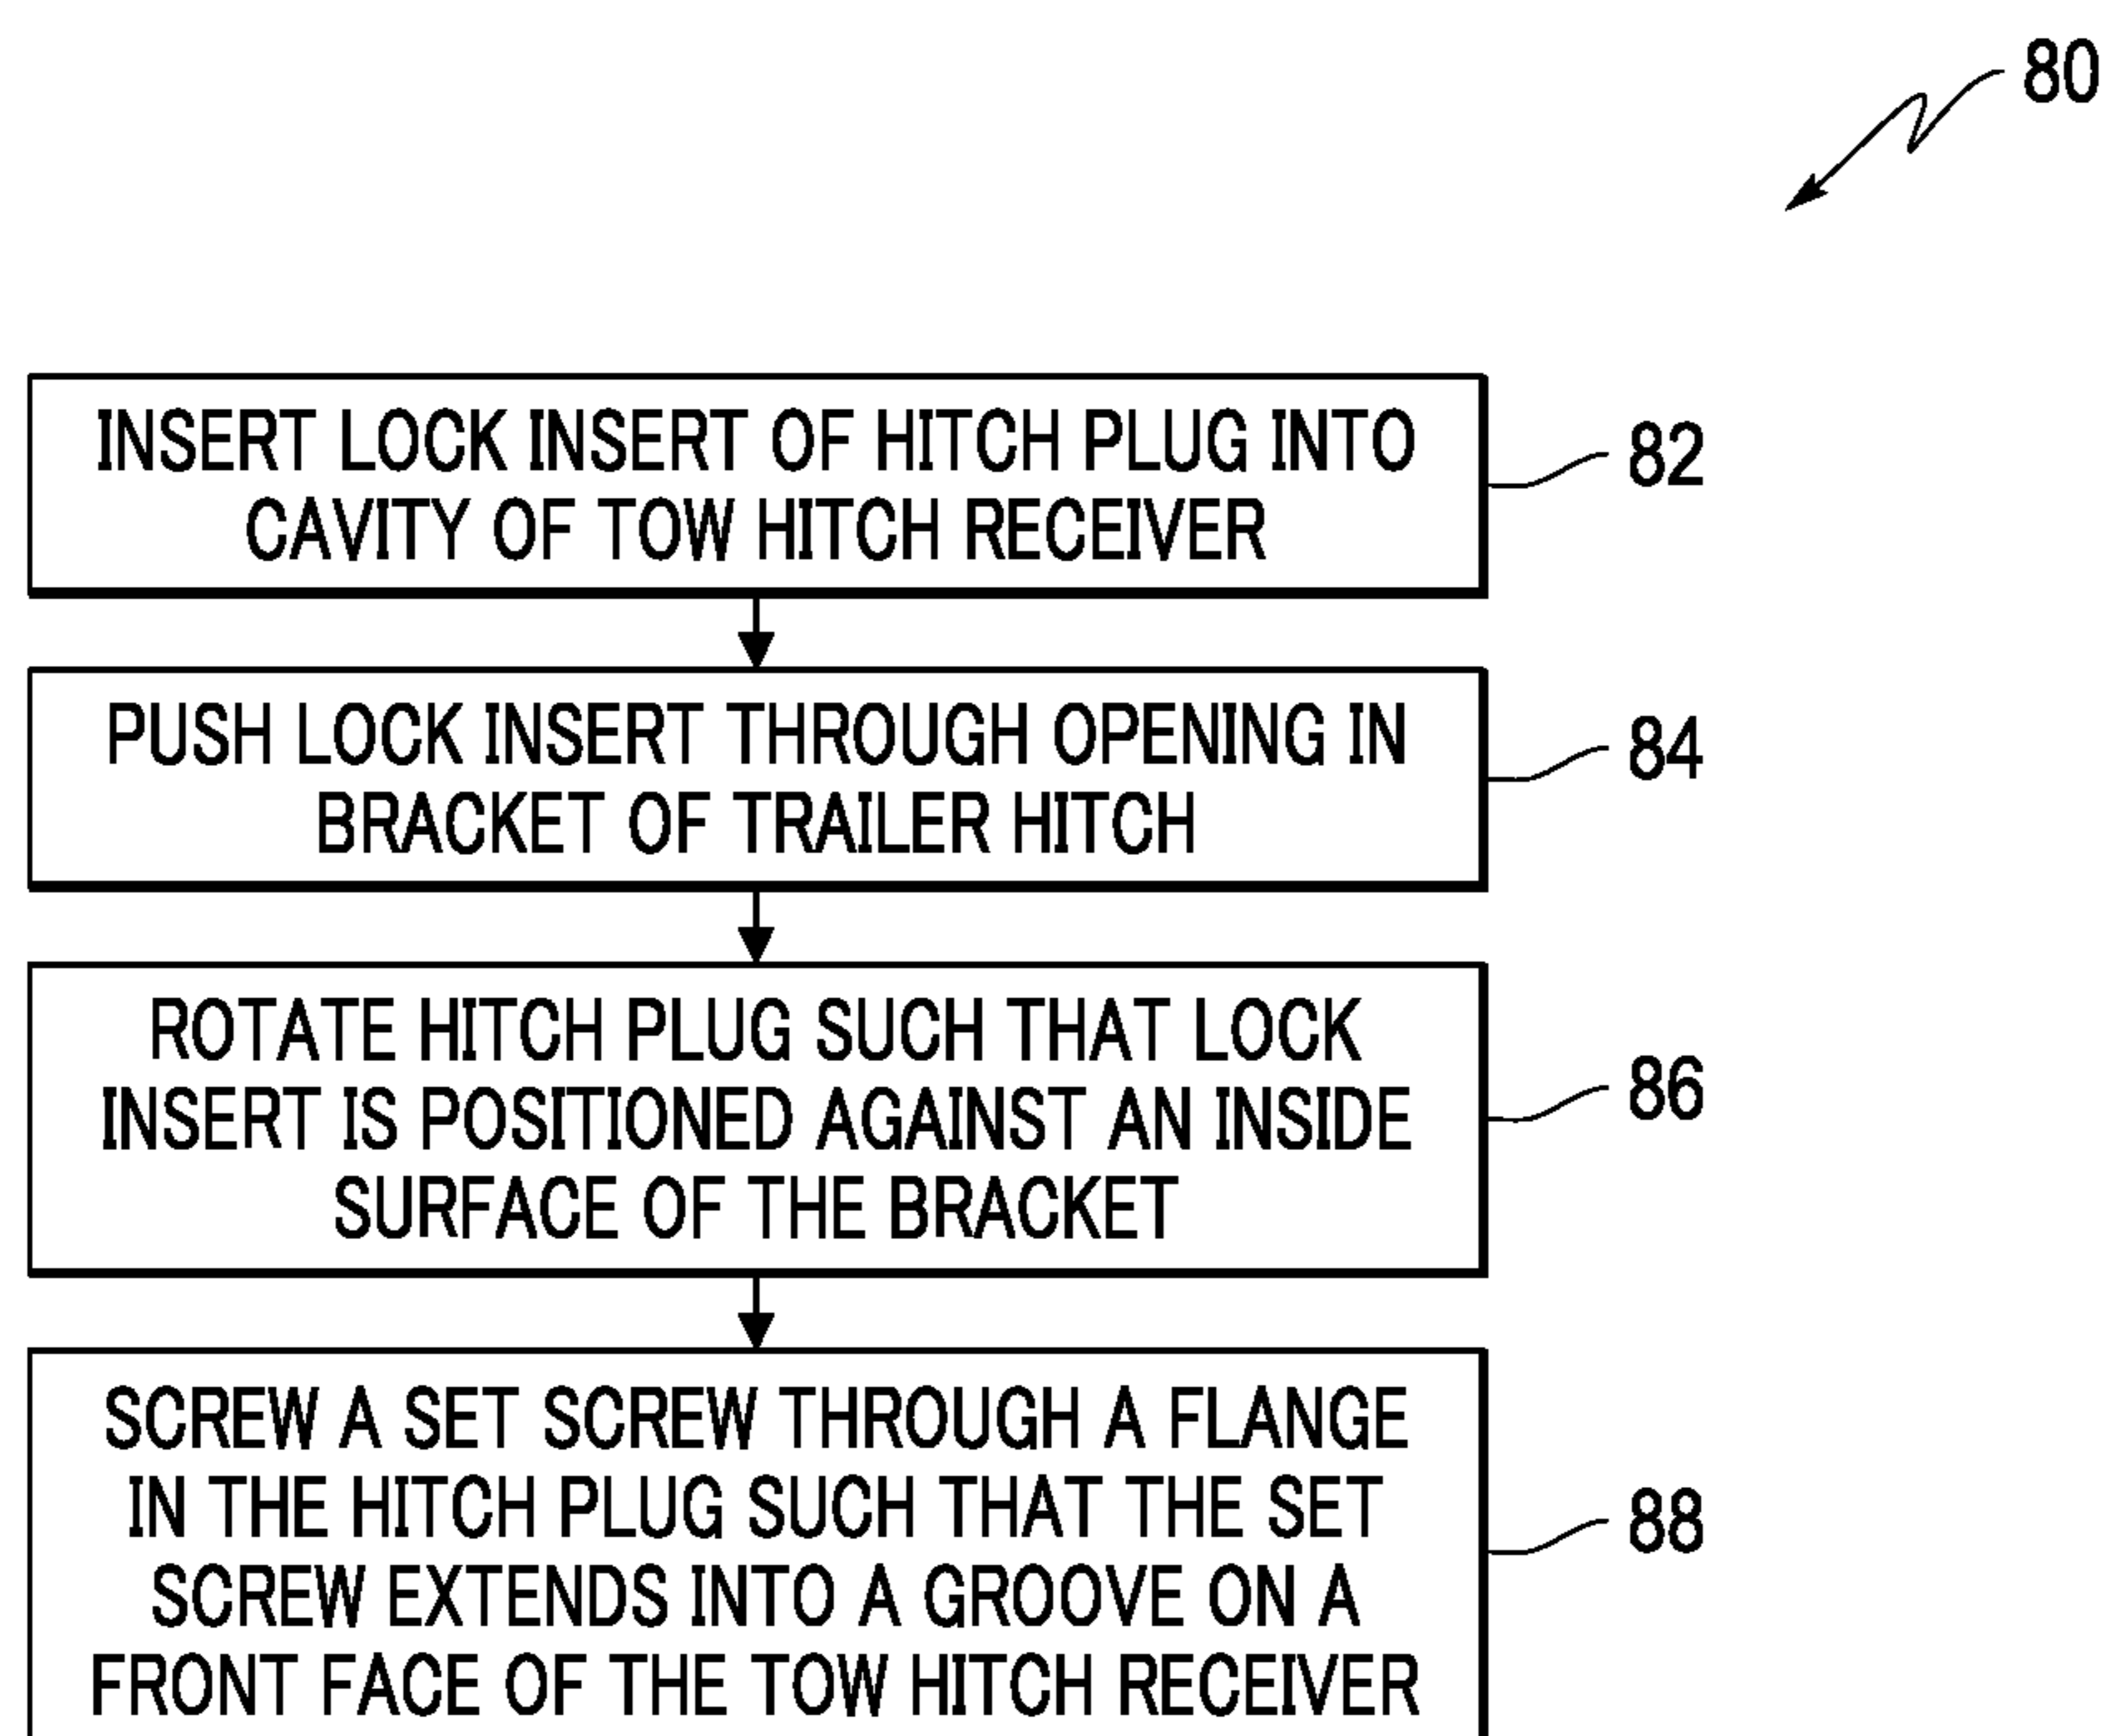 80
INSERT LOCK INSERT OF HITCH PLUG INTO
CAVITY OF TOW HITCH RECEIVER
82
PUSH LOCK INSERT THROUGH OPENING IN
BRACKET OF TRAILER HITCH
84
ROTATE HITCH PLUG SUCH THAT LOCK
INSERT IS POSITIONED AGAINST AN INSIDE
SURFACE OF THE BRACKET
86
SCREW A SET SCREW THROUGH A FLANGE
IN THE HITCH PLUG SUCH THAT THE SET
SCREW EXTENDS INTO A GROOVE ON A
FRONT FACE OF THE TOW HITCH RECEIVER
88